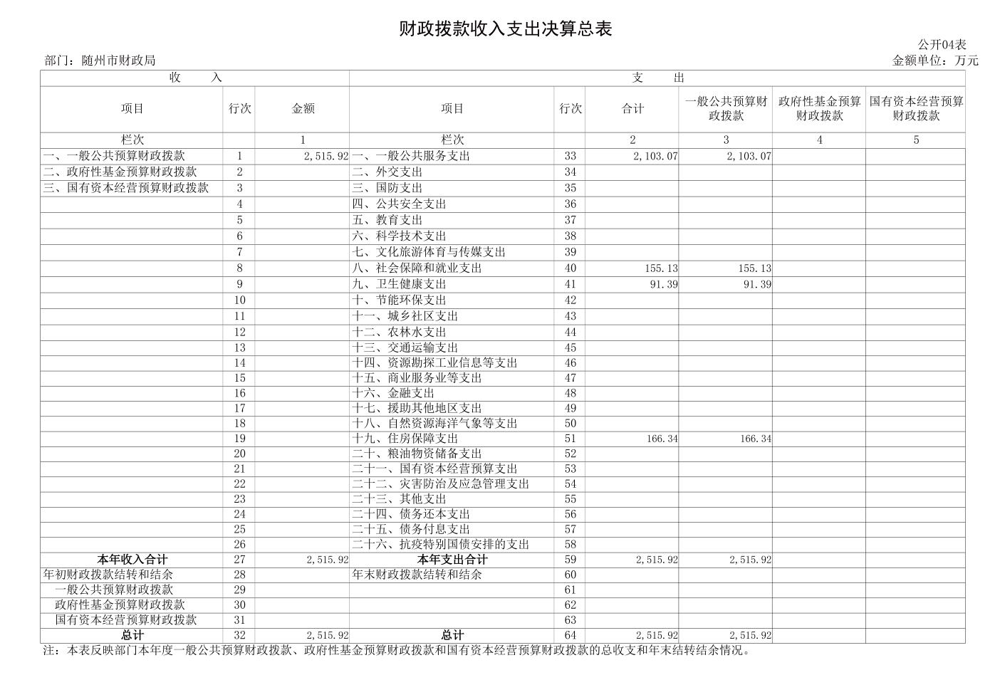 财政拨款收入支出决算总表
公开04表
部门：随州市财政局 金额单位：万元
收 入 支 出
项目 行次 金额 项目 行次 合计 一般公共预算财政拨款 政府性基金预算财政拨款 国有资本经营预算财政拨款
栏次 1 栏次 2 3 4 5
一、一般公共预算财政拨款 1 2,515.92 一、一般公共服务支出 33 2,103.07 2,103.07
二、政府性基金预算财政拨款 2 二、外交支出 34
三、国有资本经营预算财政拨款 3 三、国防支出 35
4 四、公共安全支出 36
5 五、教育支出 37
6 六、科学技术支出 38
7 七、文化旅游体育与传媒支出 39
8 八、社会保障和就业支出 40 155.13 155.13
9 九、卫生健康支出 41 91.39 91.39
10 十、节能环保支出 42
11 十一、城乡社区支出 43
12 十二、农林水支出 44
13 十三、交通运输支出 45
14 十四、资源勘探工业信息等支出 46
15 十五、商业服务业等支出 47
16 十六、金融支出 48
17 十七、援助其他地区支出 49
18 十八、自然资源海洋气象等支出 50
19 十九、住房保障支出 51 166.34 166.34
20 二十、粮油物资储备支出 52
21 二十一、国有资本经营预算支出 53
22 二十二、灾害防治及应急管理支出 54
23 二十三、其他支出 55
24 二十四、债务还本支出 56
25 二十五、债务付息支出 57
26 二十六、抗疫特别国债安排的支出 58
本年收入合计 27 2,515.92 本年支出合计 59 2,515.92 2,515.92
年初财政拨款结转和结余 28 年末财政拨款结转和结余 60
一般公共预算财政拨款 29 61
政府性基金预算财政拨款 30 62
国有资本经营预算财政拨款 31 63
总计 32 2,515.92 总计 64 2,515.92 2,515.92
注：本表反映部门本年度一般公共预算财政拨款、政府性基金预算财政拨款和国有资本经营预算财政拨款的总收支和年末结转结余情况。